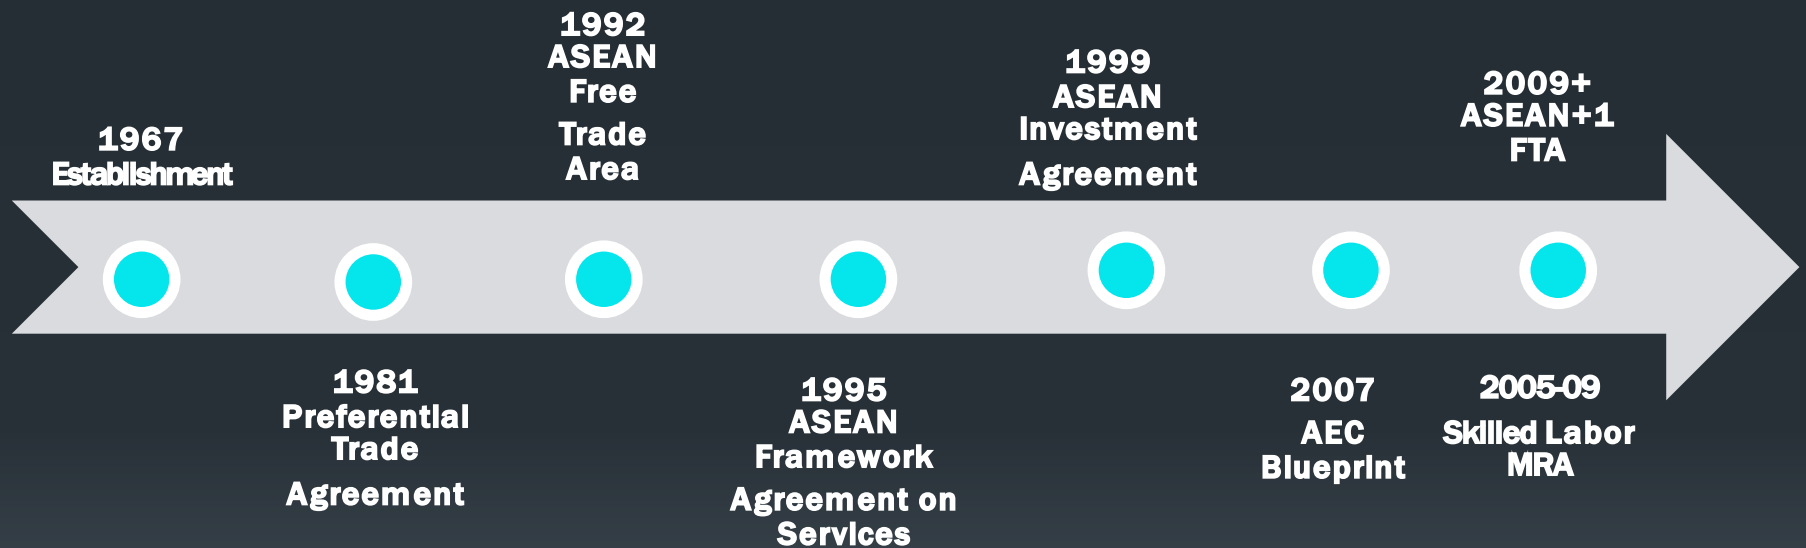 1967
Establishment
1981
Preferential
Trade
Agreement
1992
ASEAN
Free
Trade
Area
1995
ASEAN
Framework
Agreement on
Services
1999
ASEAN
Investment
Agreement
2007
AEC
Blueprint
2009+
ASEAN+1
FTA
2005-09
Skilled Labor
MRA